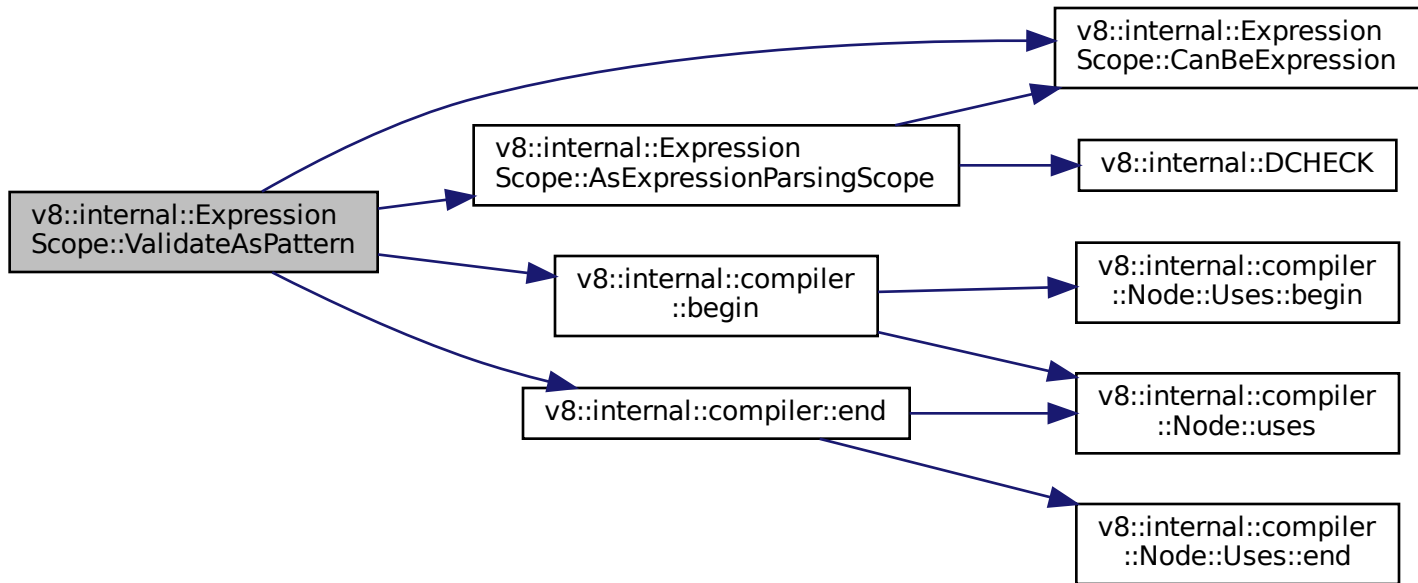 v8::internal::Expression
Scope::ValidateAsPattern
v8::internal::Expression
Scope::CanBeExpression
v8::internal::Expression
Scope::AsExpressionParsingScope
v8::internal::DCHECK
v8::internal::compiler
::begin
v8::internal::compiler
::Node::Uses::begin
v8::internal::compiler::end
v8::internal::compiler
::Node::uses
v8::internal::compiler
::Node::Uses::end